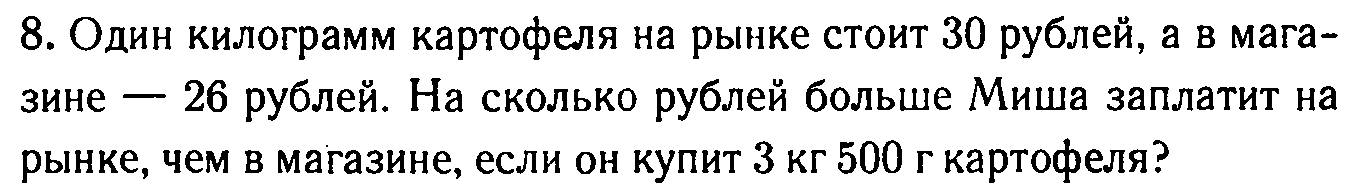 8. Один килограмм картофеля на рынке стоит 30 рублей, а в мага-
зине — 26 рублей. На сколько рублей больше Миша заплатит на
рынке, чем в магазине, если он купит 3 кг 500 г картофеля?